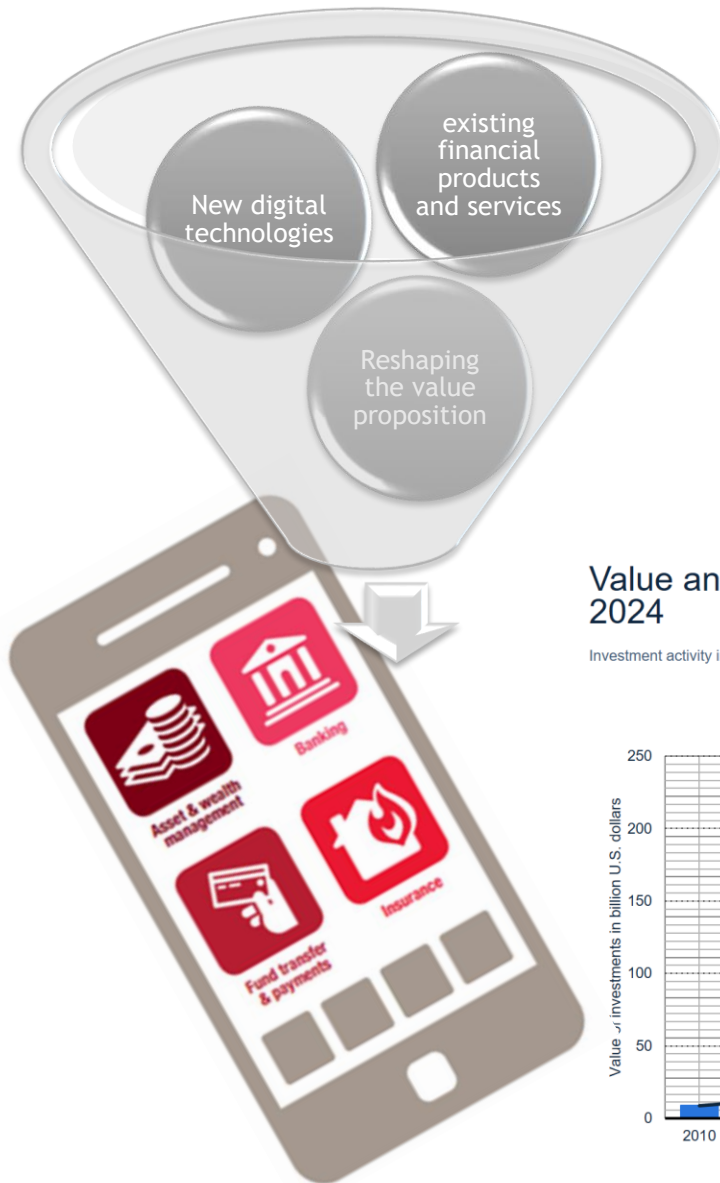 existing
financial
products
and services
New digital
technologies
Reshaping
the value
proposition
Banking
Asset & wealth
management
Insurance
Fund transfer
& payments
Value an
2024
Investment activity i
250
200
150
100
50
0
Value of investments in billion U.S. dollars
2010